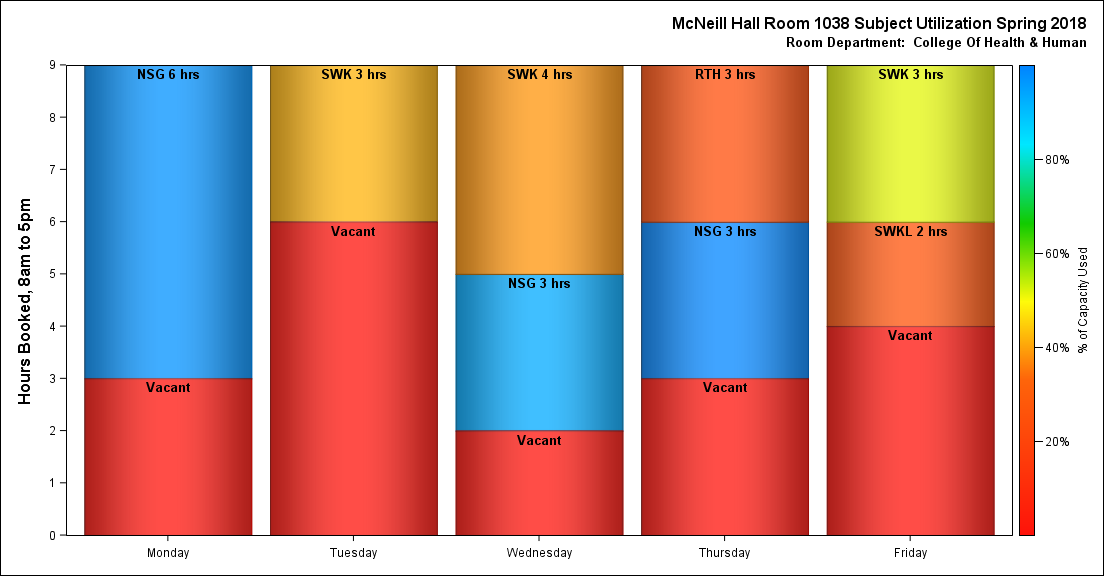 McNeill Hall Room 1038 Subject Utilization Spring 2018
Room Department:  College Of Health & Human
Hours Booked, 8am to 5pm
9
8
7
6
5
4
3
2
1
0
NSG 6 hrs
Vacant
SWK 3 hrs
Vacant
SWK 4 hrs
NSG 3 hrs
Vacant
RTH 3 hrs
NSG 3 hrs
Vacant
SWK 3 hrs
SWKL 2 hrs
Vacant
Monday
Tuesday
Wednesday
Thursday
Friday
80%
60%
40%
20%
% of Capacity Used